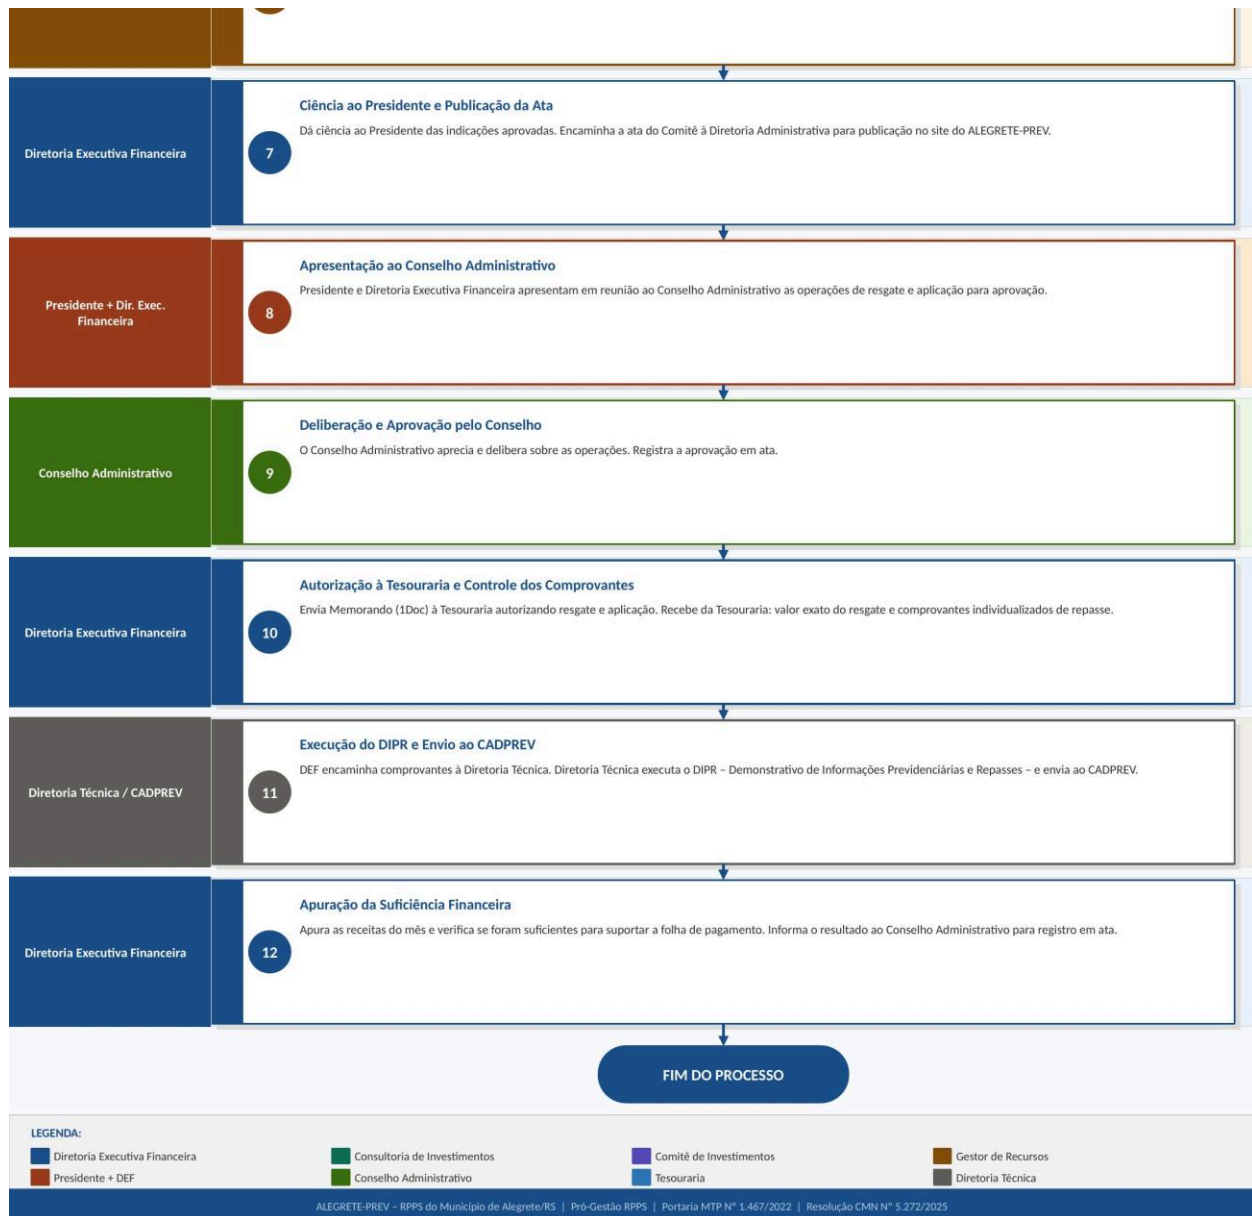 Ciência ao Presidente e Publicação da Ata
Dá ciência ao Presidente das indicações aprovadas. Encaminha a ata do Comitê à Diretoria Administrativa para publicação no site do ALEGRETE-PREV.
Diretoria Executiva Financeira
7
Apresentação ao Conselho Administrativo
Presidente e Diretoria Executiva Financeira apresentam em reunião ao Conselho Administrativo as operações de resgate e aplicação para aprovação.
Presidente + Dir. Exec.
Financeira
8
Deliberação e Aprovação pelo Conselho
O Conselho Administrativo aprecia e delibera sobre as operações. Registra a aprovação em ata.
Conselho Administrativo
9
Autorização à Tesouraria e Controle dos Comprovantes
Envia Memorando (1Doc) à Tesouraria autorizando resgate e aplicação. Recebe da Tesouraria: valor exato do resgate e comprovantes individualizados de repasse.
Diretoria Executiva Financeira
10
Execução do DIPR e Envio ao CADPREV
DEF encaminha comprovantes à Diretoria Técnica. Diretoria Técnica executa o DIPR – Demonstrativo de Informações Previdenciárias e Repasses – e envia ao CADPREV.
Diretoria Técnica / CADPREV
11
Apuração da Suficiência Financeira
Apura as receitas do mês e verifica se foram suficientes para suportar a folha de pagamento. Informa o resultado ao Conselho Administrativo para registro em ata.
Diretoria Executiva Financeira
12
FIM DO PROCESSO
LEGENDA:
Diretoria Executiva Financeira
Consultoria de Investimentos
Comitê de Investimentos
Gestor de Recursos
Presidente + DEF
Conselho Administrativo
Tesouraria
Diretoria Técnica
ALEGRETE-PREV – RPPS do Município de Alegrete/RS | Pró-Gestão RPPS | Portaria MTP N° 1.467/2022 | Resolução CMN N° 5.272/2025